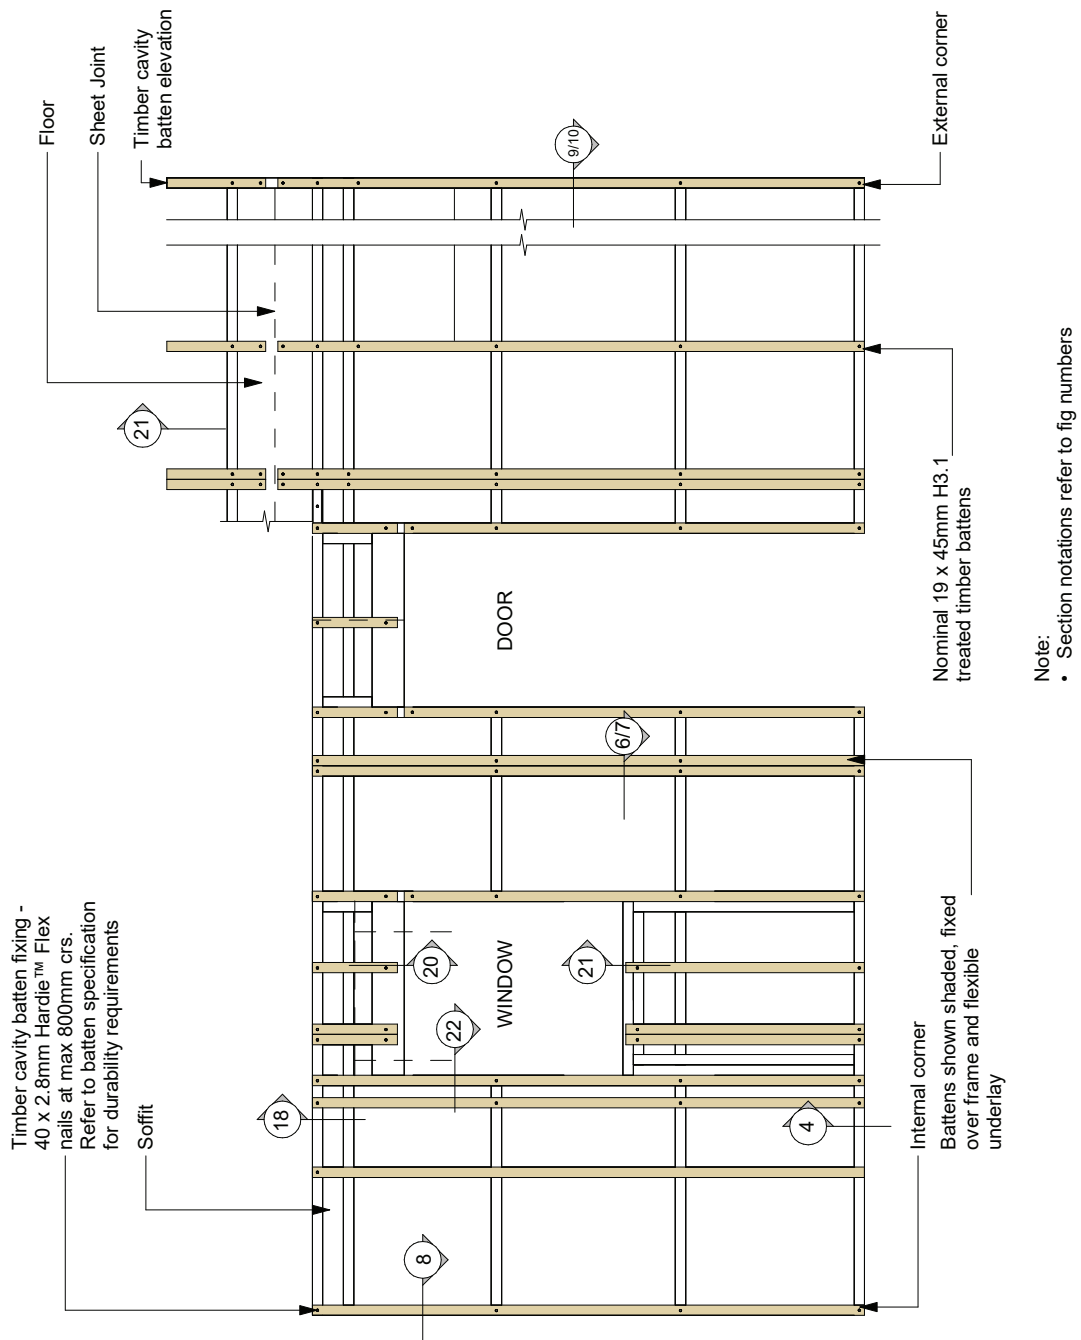 Timber cavity batten fixing -
40 x 2.8mm Hardie™ Flex
nails at max 800mm crs.
Refer to batten specification
for durability requirements
Soffit
Floor
Sheet Joint
Timber cavity
batten elevation
21
18
8
20
22
WINDOW
21
DOOR
6/7
9/10
4
Internal corner
Battens shown shaded, fixed
over frame and flexible
underlay
Nominal 19 x 45mm H3.1
treated timber battens
External corner
Note:
• Section notations refer to fig numbers